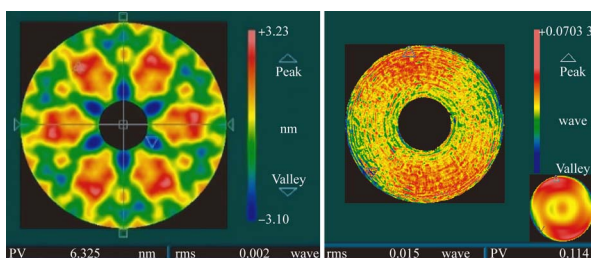 +3.23
Peak
nm
Valley
−3.10
PV 6.325 nm rms 0.002 wave
+0.0703 3
Peak
wave
Valley
rms 0.015 wave PV 0.114